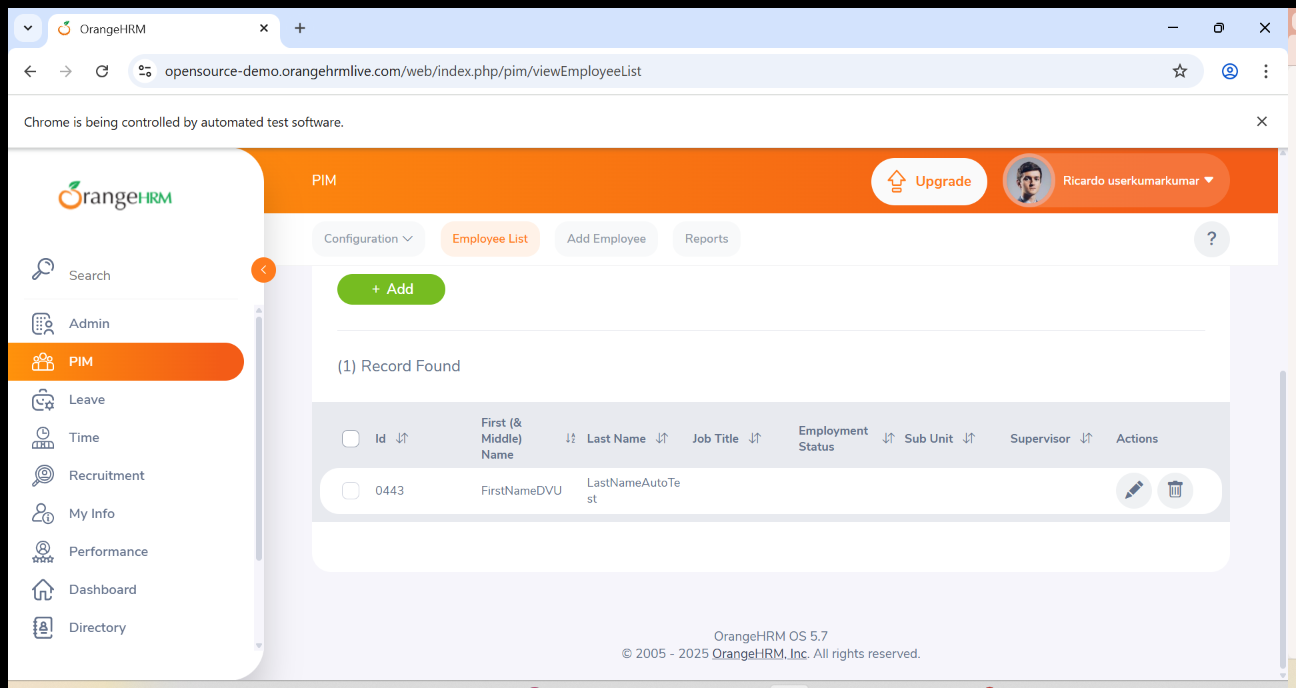 OrangeHRM
opensource-demo.orangehrmlive.com/web/index.php/pim/viewEmployeeList
Chrome is being controlled by automated test software.
OrangeHRM
PIM
Upgrade
Ricardo userkumarkumar
Configuration
Employee List
Add Employee
Reports
?
Search
Admin
PIM
Leave
Time
Recruitment
My Info
Performance
Dashboard
Directory
+ Add
(1) Record Found
Id
First (&
Middle)
Name
Last Name
Job Title
Employment
Status
Sub Unit
Supervisor
Actions
0443
FirstNameDVU
LastNameAutoTe
st
OrangeHRM OS 5.7
© 2005 - 2025 OrangeHRM, Inc. All rights reserved.